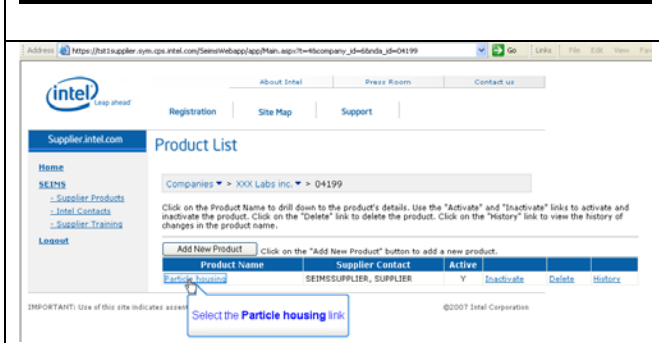 Address https://tst1supplier.sym.cps.intel.com/SeimsWebapp/app/Main.aspx?t=4&company_id=6&nda_id=04199 Go Links File Edit View Fav
intel Leap ahead
About Intel Press Room Contact us
Registration Site Map Support
Supplier.intel.com
Product List
Home
SEIMS
- Supplier Products
- Intel Contacts
- Supplier Training
Logout
Companies > XXX Labs inc. > 04199
Click on the Product Name to drill down to the product's details. Use the "Activate" and "Inactivate" links to activate and
inactivate the product. Click on the "Delete" link to delete the product. Click on the "History" link to view the history of
changes in the product name.
Add New Product Click on the "Add New Product" button to add a new product.
Product Name Supplier Contact Active
Particle housing SEIMSSUPPLIER, SUPPLIER Y Inactivate Delete History
Select the Particle housing link
IMPORTANT: Use of this site indicates assent ©2007 Intel Corporation